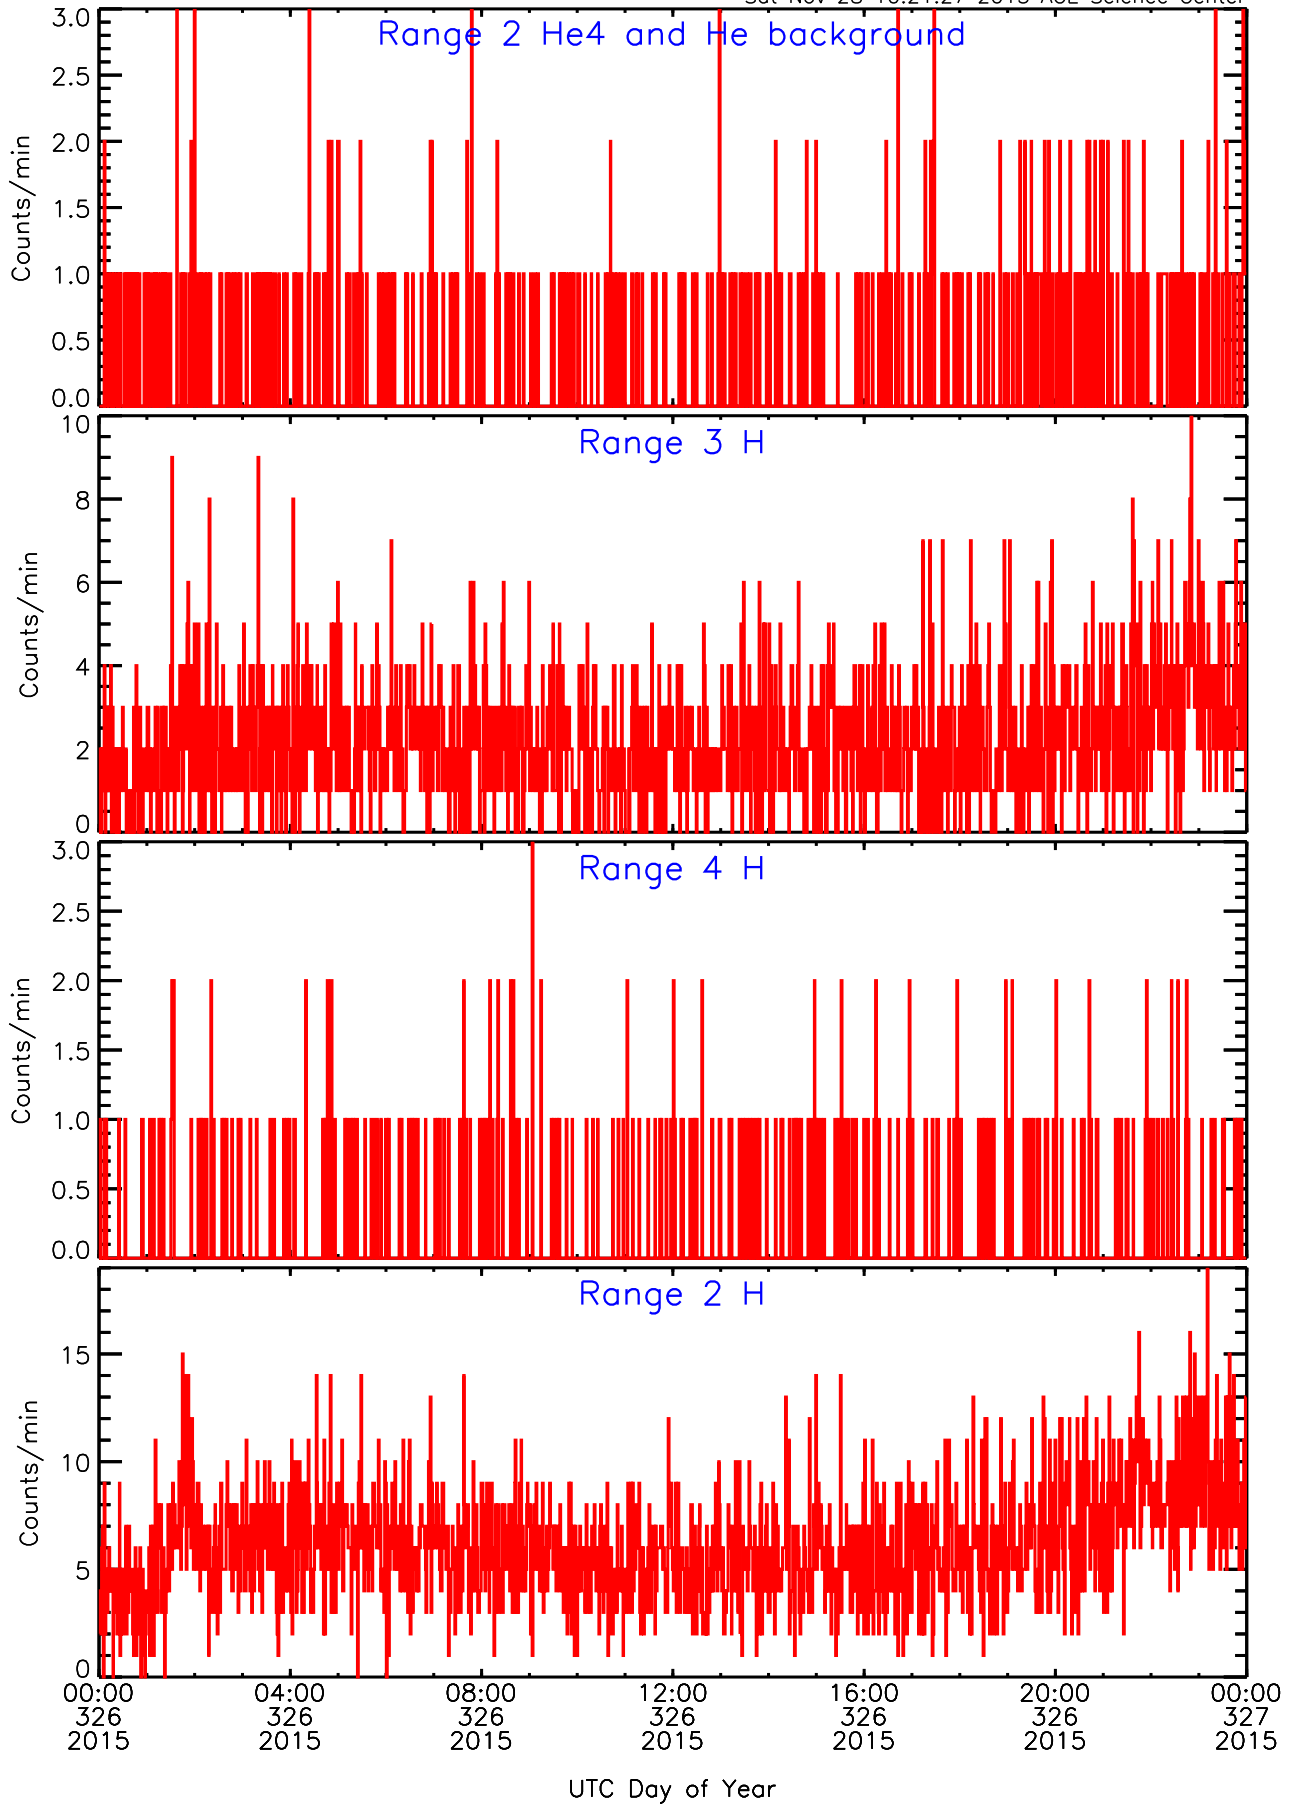 Range 2 He4 and He background
3.0
2.5
2.0
1.5
1.0
0.5
0.0
Counts/min
Range 3 H
10
8
6
4
2
0
Counts/min
Range 4 H
3.0
2.5
2.0
1.5
1.0
0.5
0.0
Counts/min
Range 2 H
15
10
5
0
Counts/min
00:00 04:00 08:00 12:00 16:00 20:00 00:00
326 326 326 326 326 326 327
2015 2015 2015 2015 2015 2015 2015
UTC Day of Year